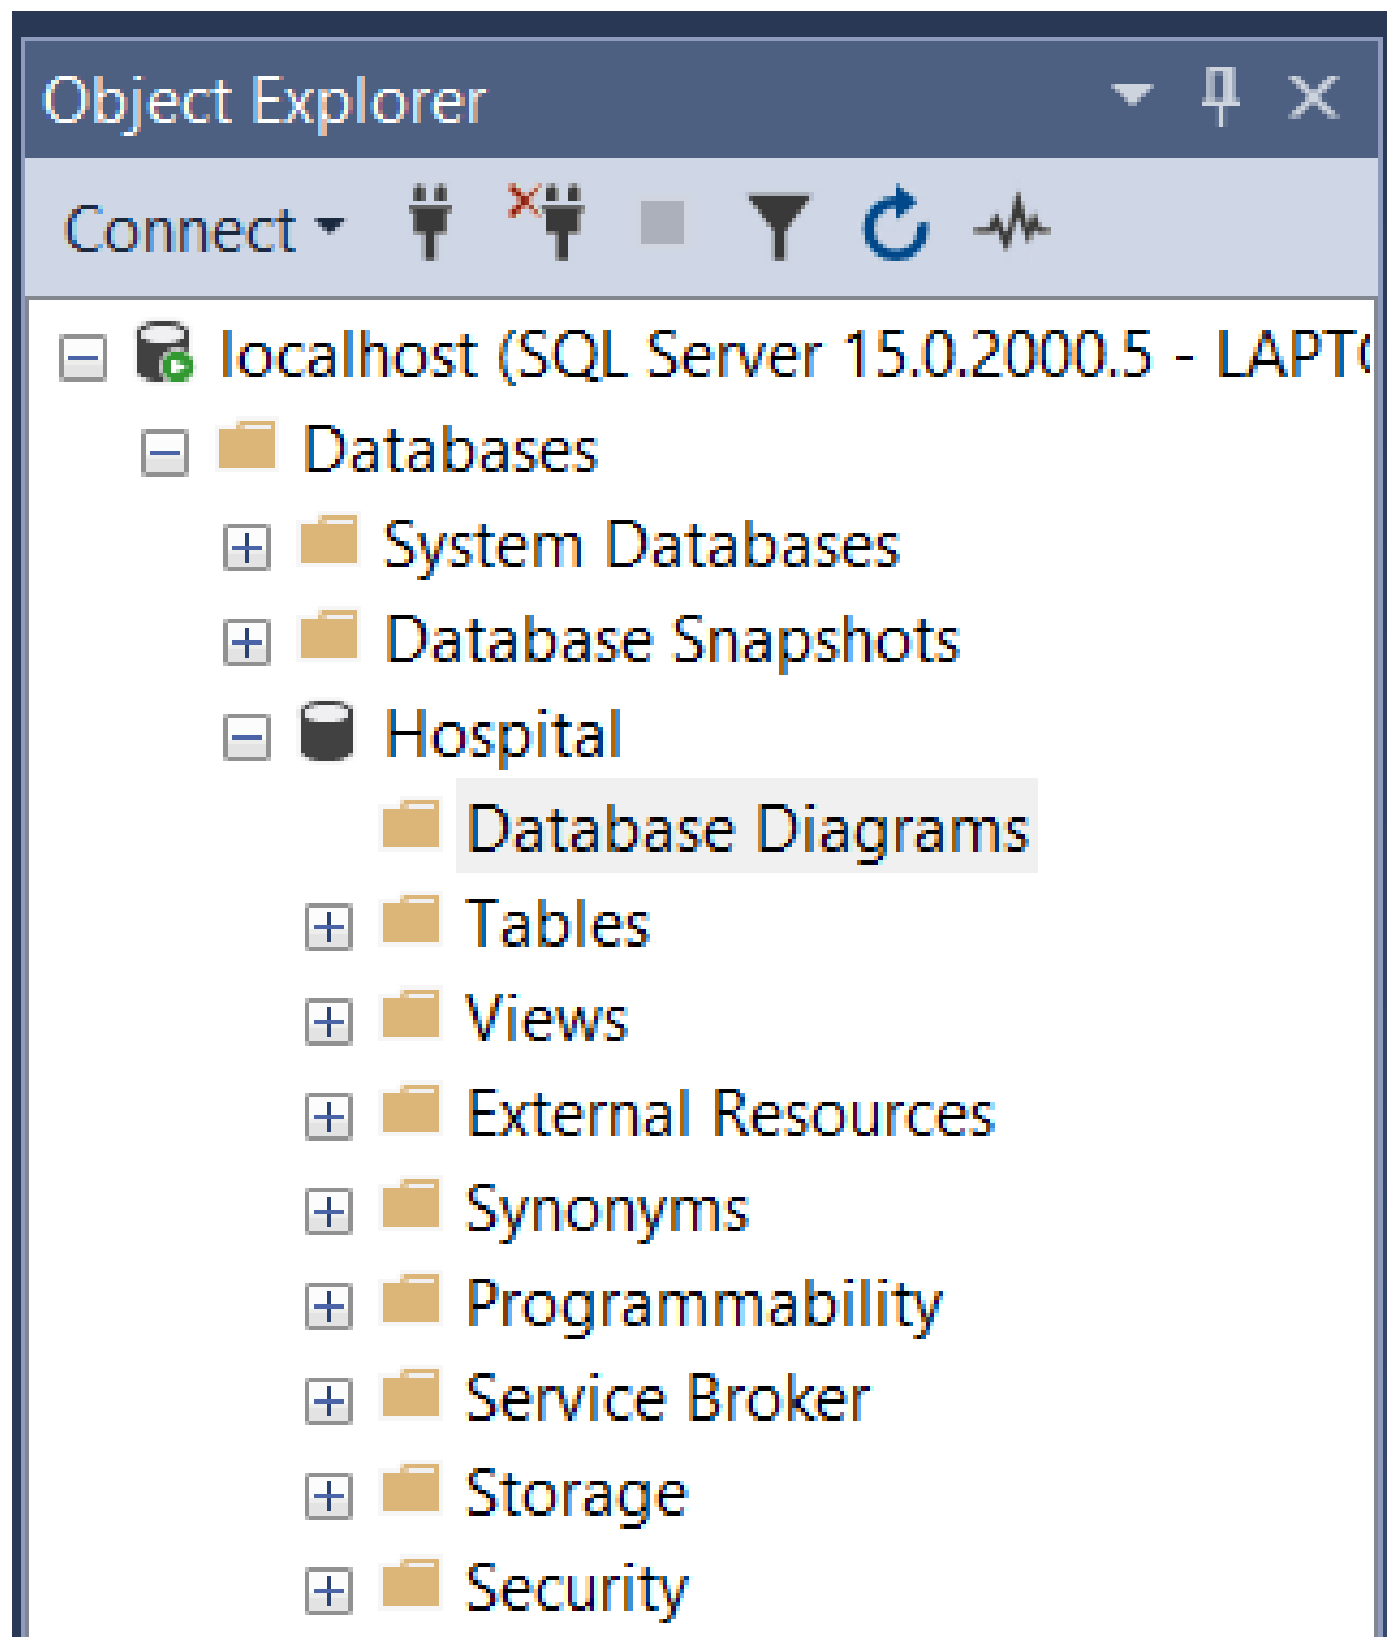 Object Explorer
Connect
localhost (SQL Server 15.0.2000.5 - LAPT
Databases
System Databases
Database Snapshots
Hospital
Database Diagrams
Tables
Views
External Resources
Synonyms
Programmability
Service Broker
Storage
Security